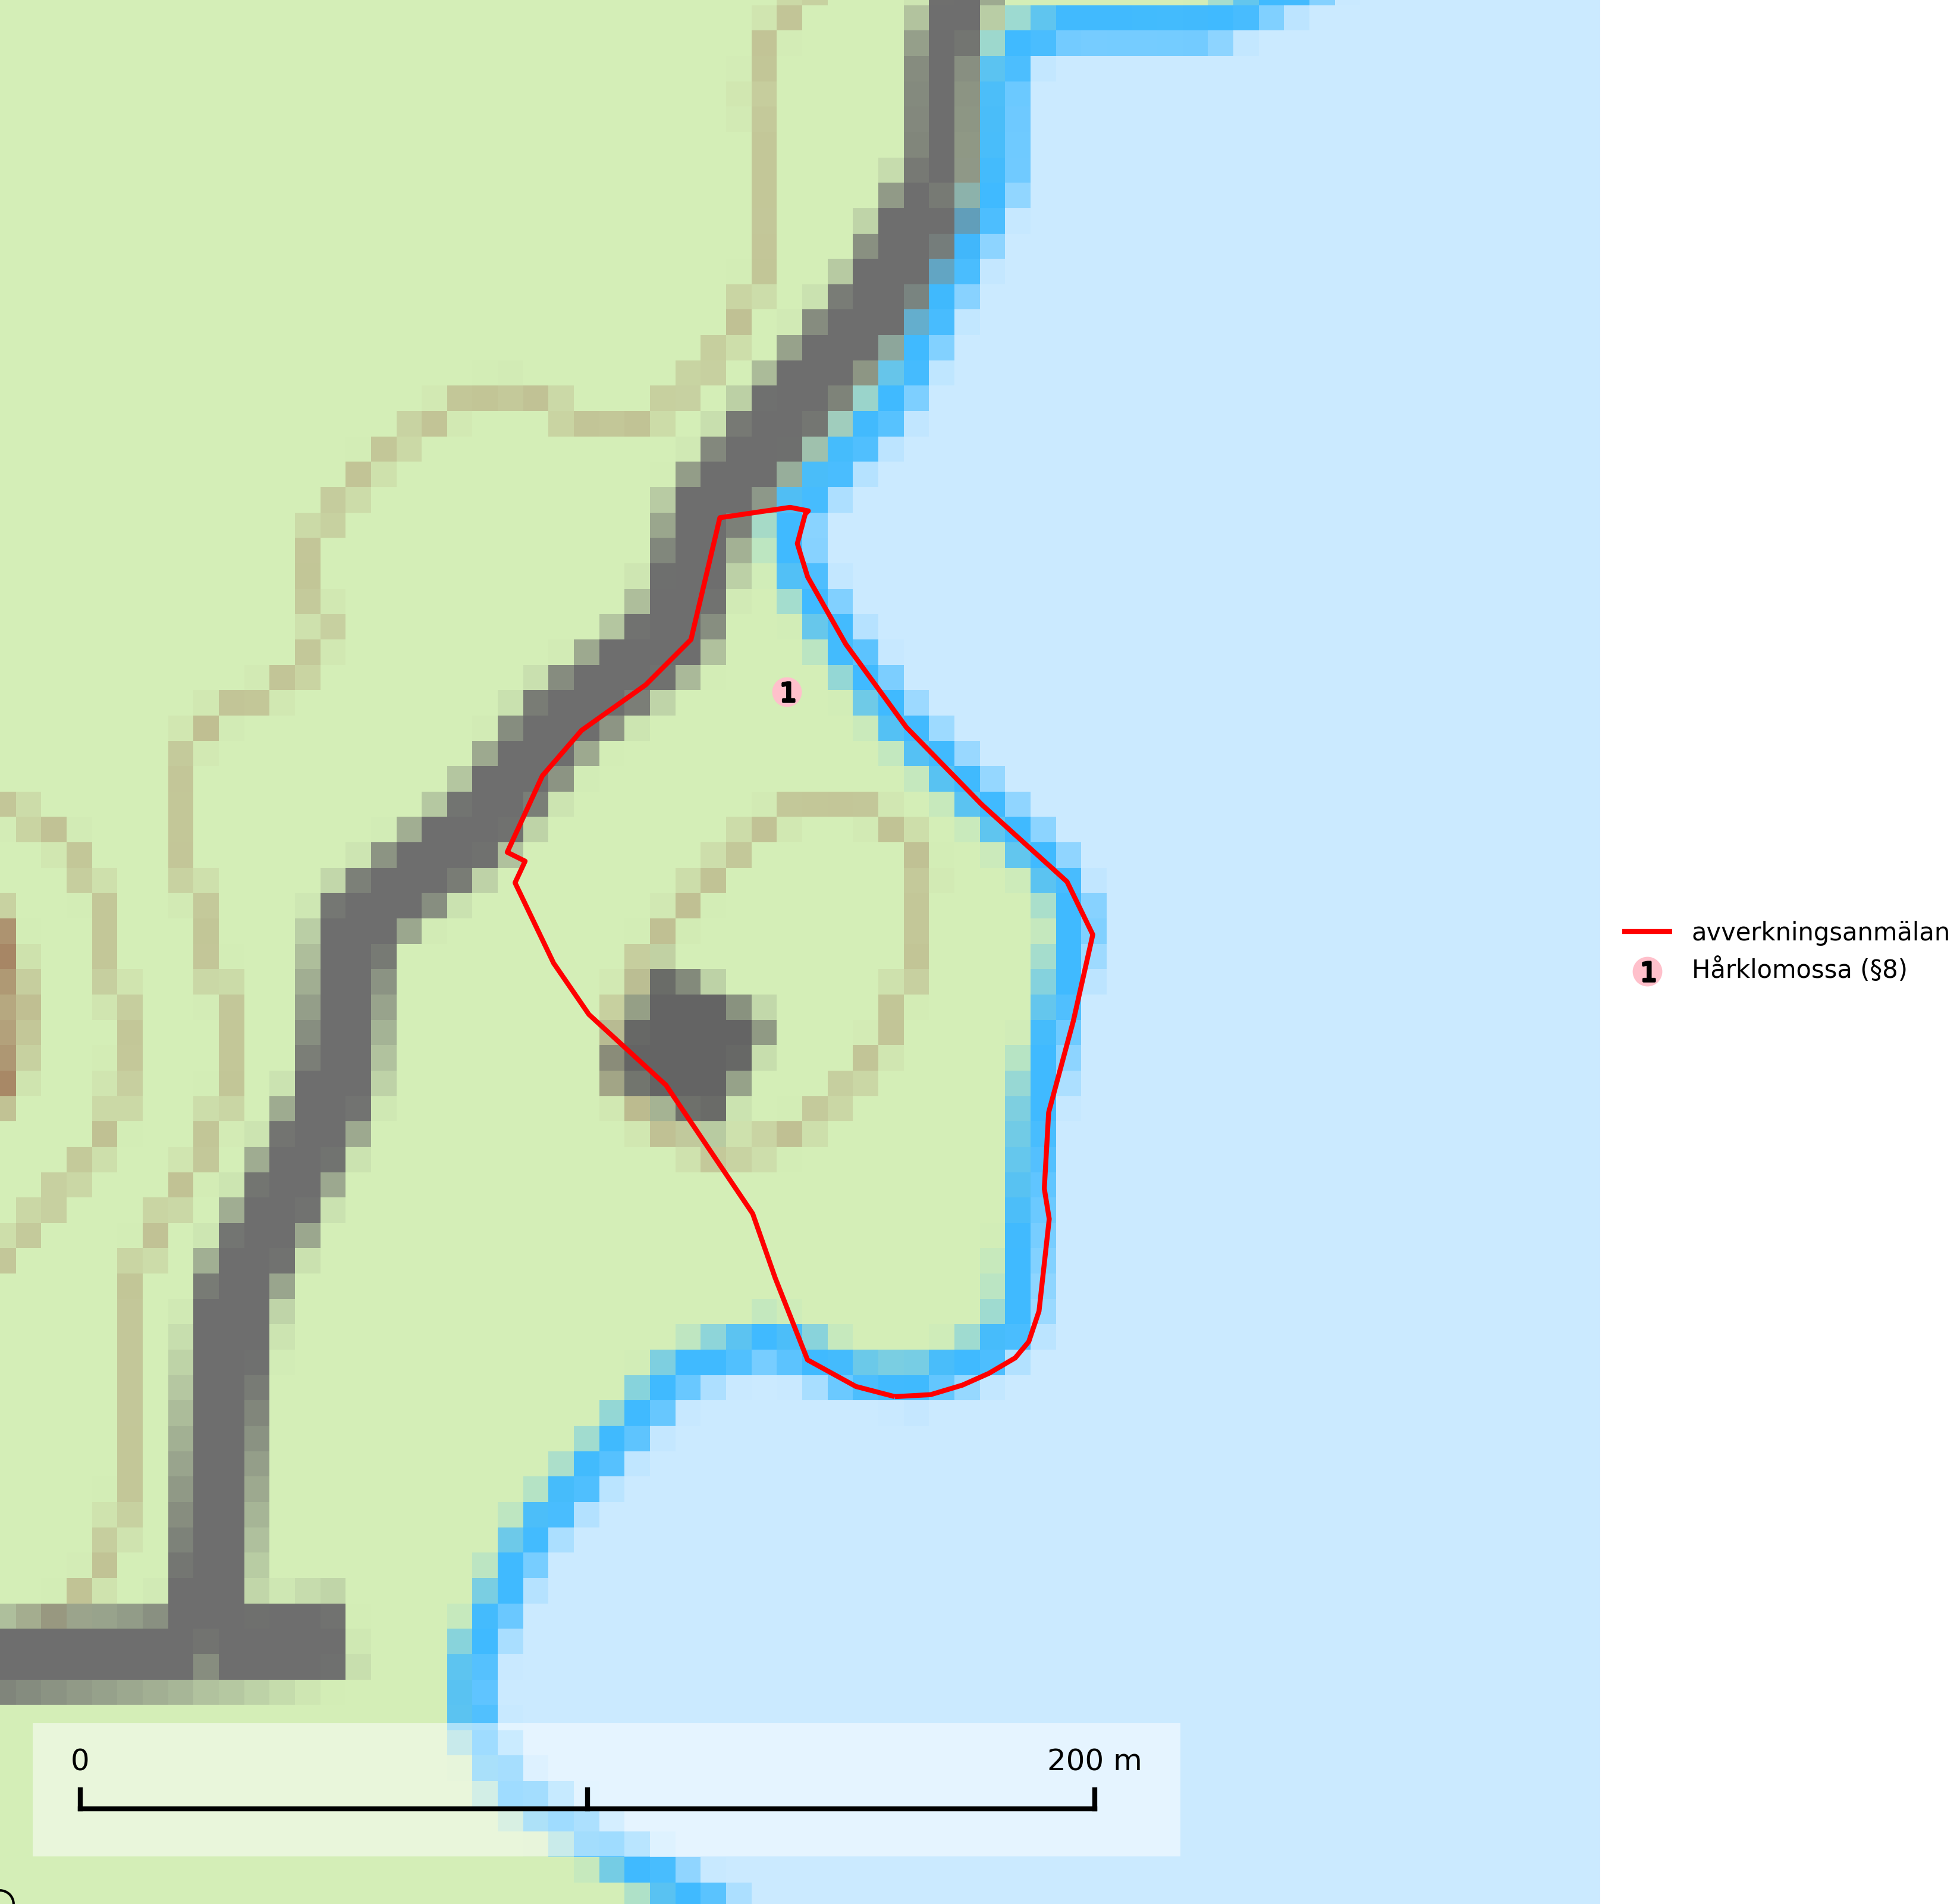 1
avverkningsanmälan
1 Hårklomossa (§8)
0 200 m